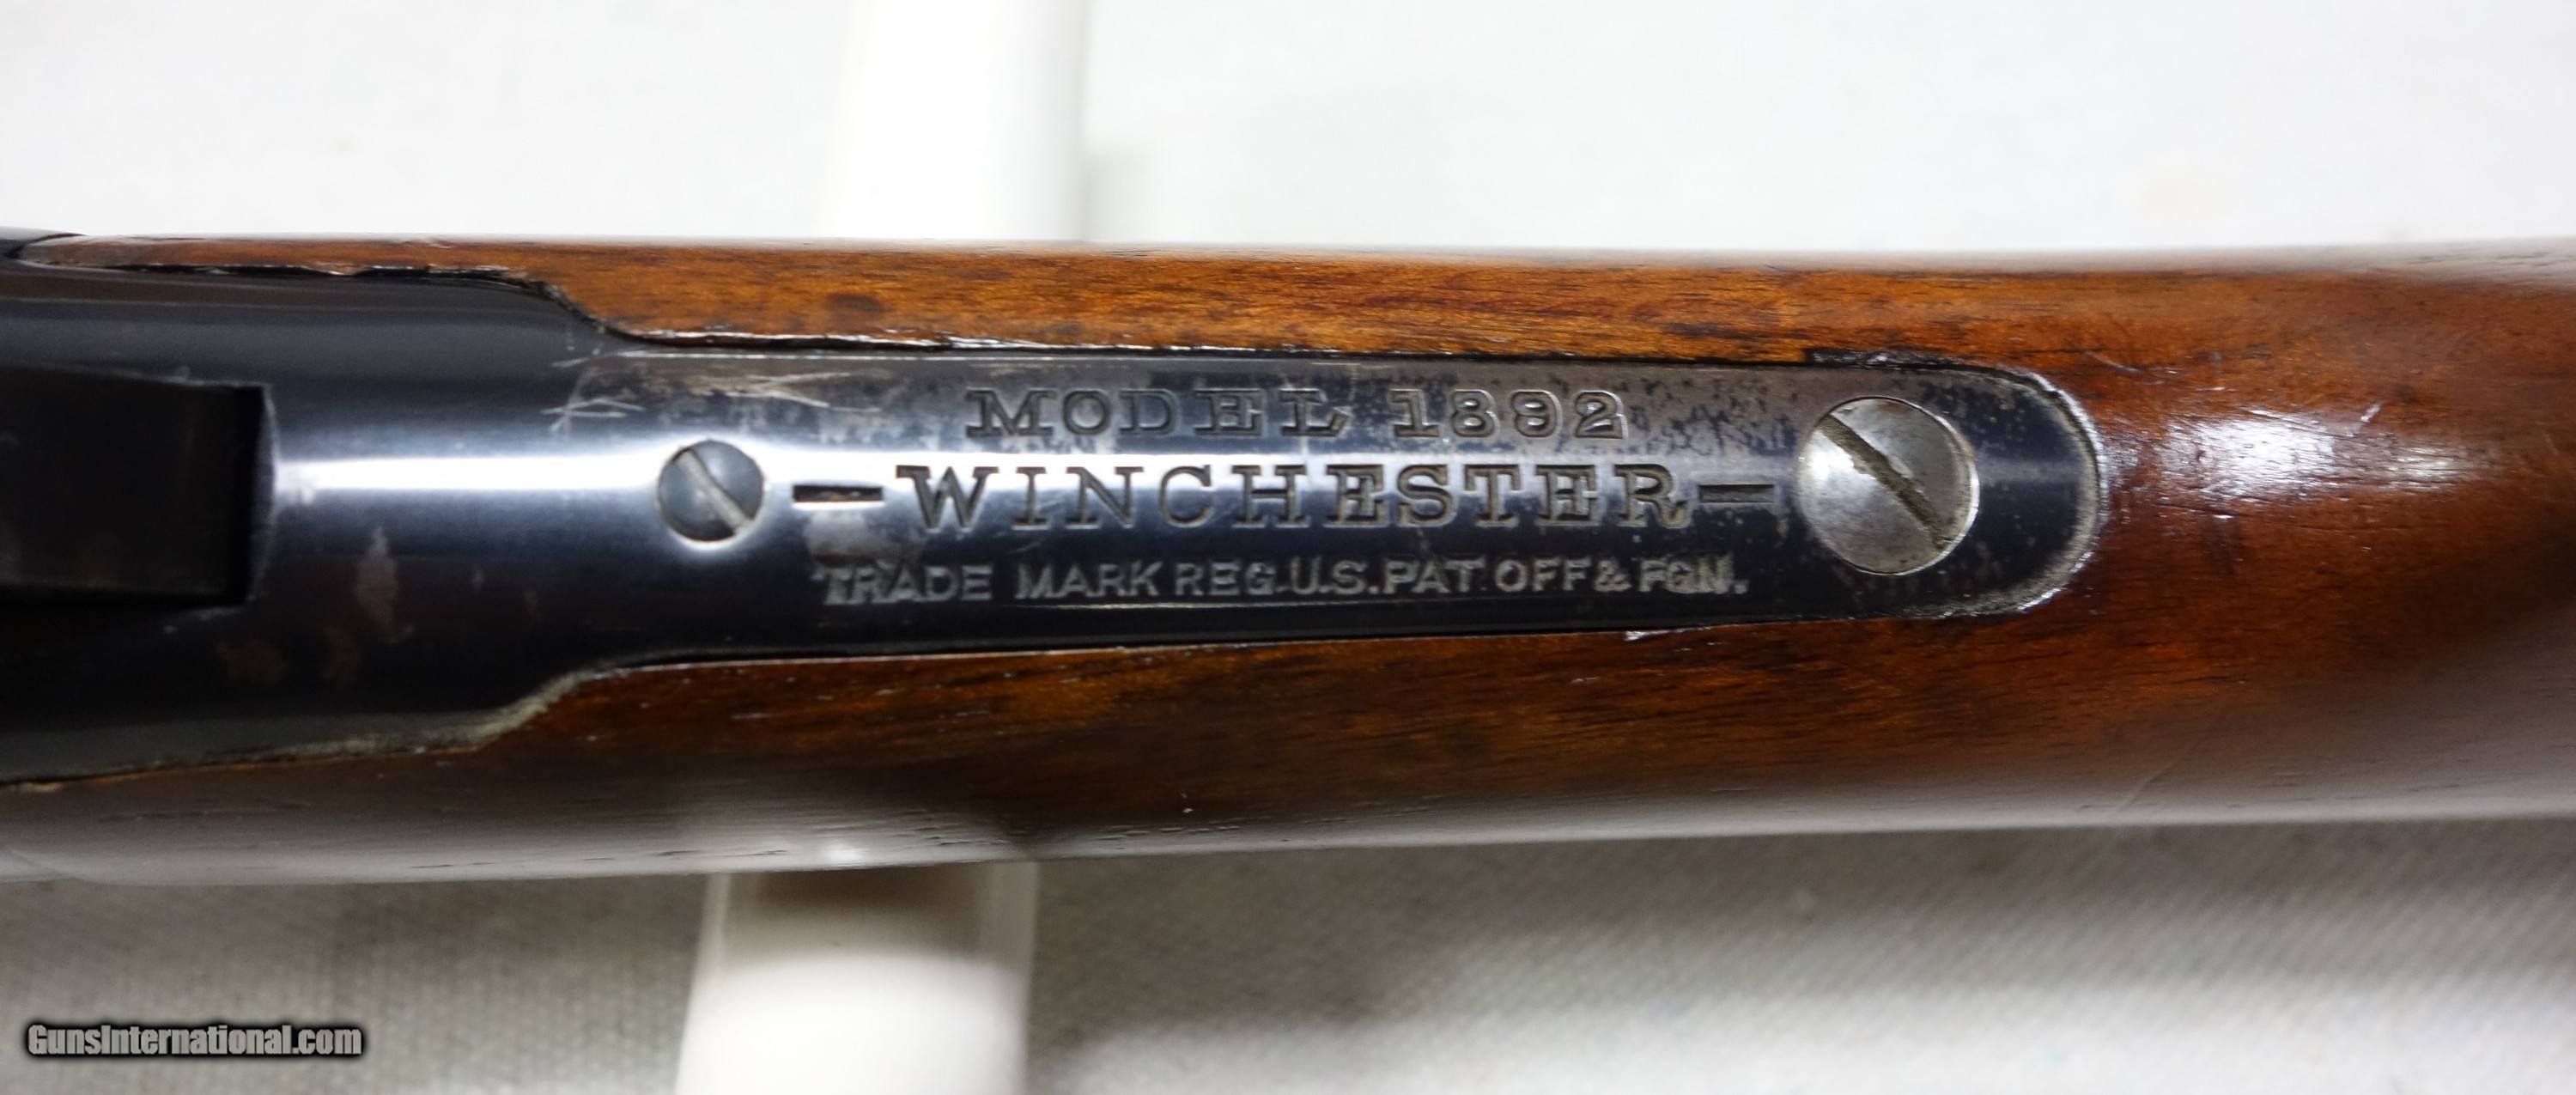 MODEL 1892
–WINCHESTER–
TRADE MARK REG. U.S. PAT. OFF & FGN.
GunsInternational.com